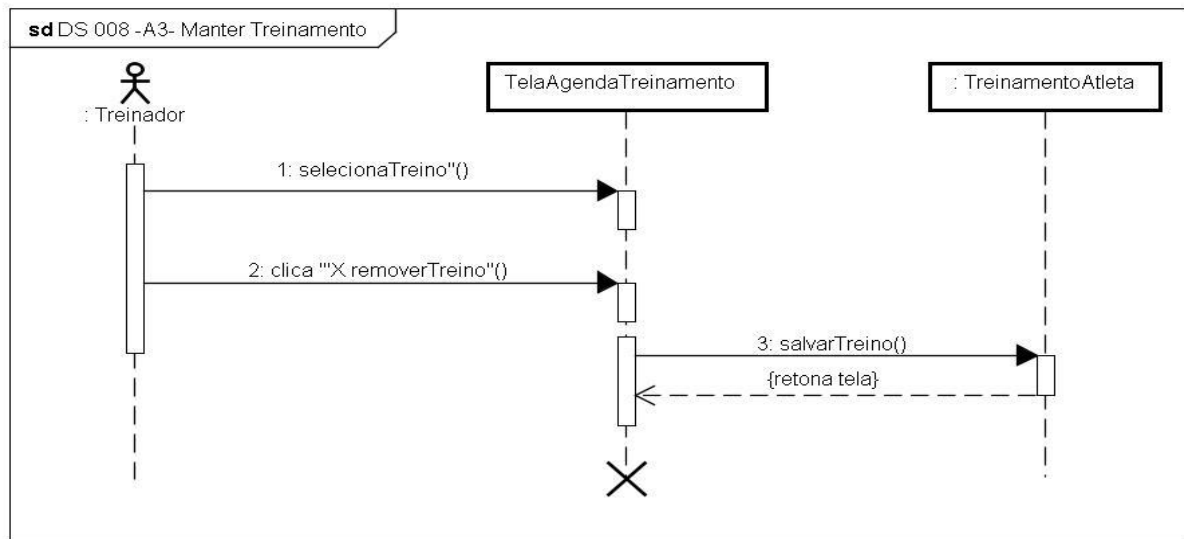 sd DS 008 -A3- Manter Treinamento
: Treinador
TelaAgendaTreinamento
: TreinamentoAtleta
1: selecionaTreino"()
2: clica "'X removerTreino"()
3: salvarTreino()
{retona tela}